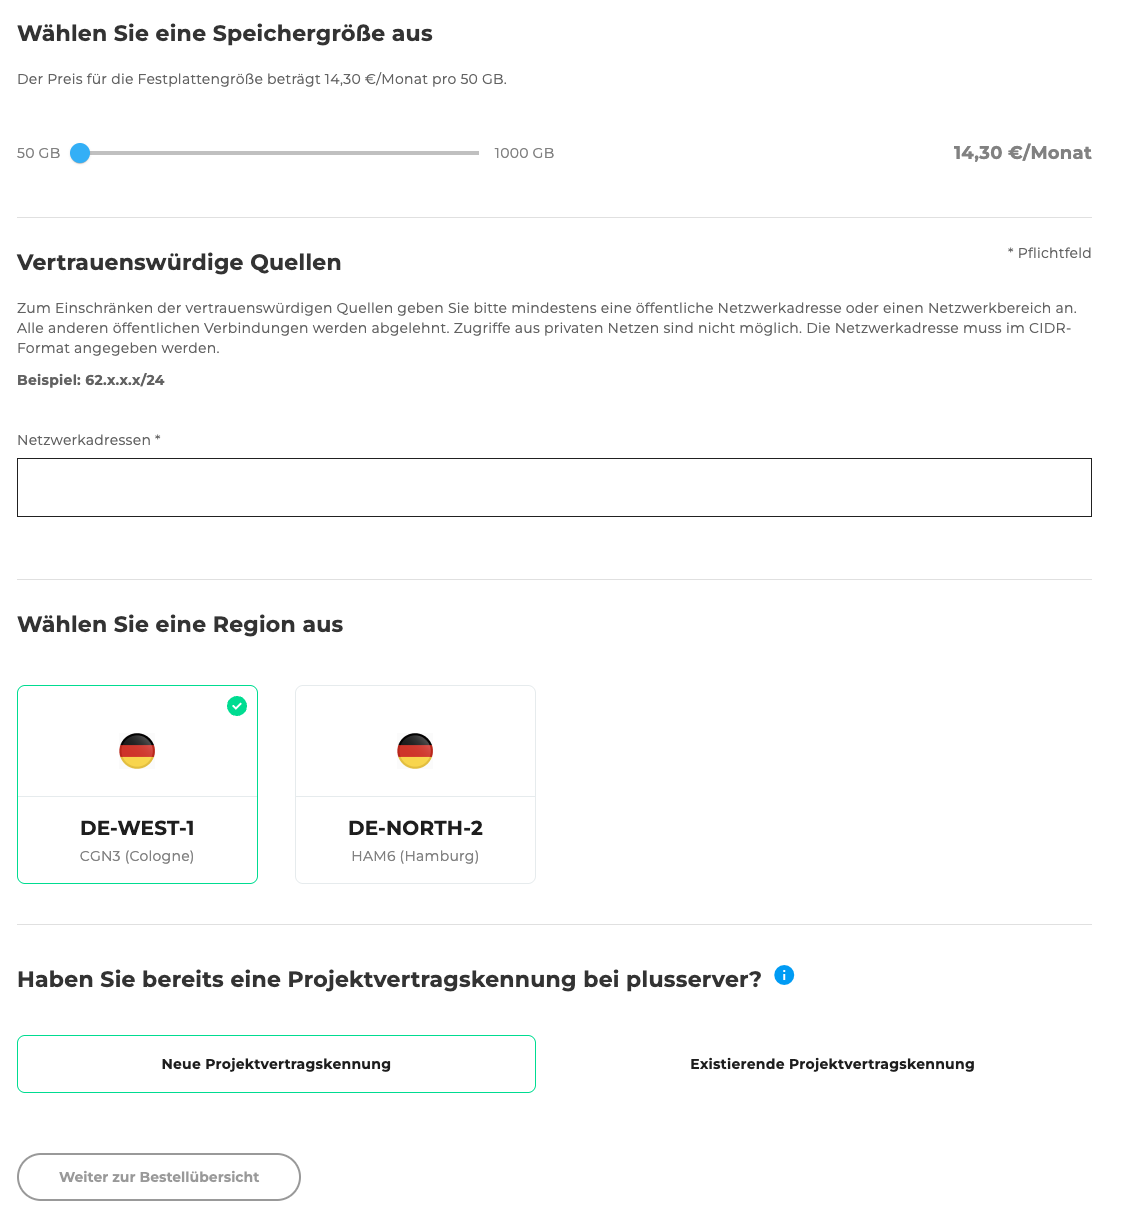 Wählen Sie eine Speichergröße aus
Der Preis für die Festplattengröße beträgt 14,30 €/Monat pro 50 GB.
50 GB 1000 GB 14,30 €/Monat
Vertrauenswürdige Quellen
* Pflichtfeld
Zum Einschränken der vertrauenswürdigen Quellen geben Sie bitte mindestens eine öffentliche Netzwerkadresse oder einen Netzwerkbereich an.
Alle anderen öffentlichen Verbindungen werden abgelehnt. Zugriffe aus privaten Netzen sind nicht möglich. Die Netzwerkadresse muss im CIDR-
Format angegeben werden.
Beispiel: 62.x.x.x/24
Netzwerkadressen *
Wählen Sie eine Region aus
DE-WEST-1
CGN3 (Cologne)
DE-NORTH-2
HAM6 (Hamburg)
Haben Sie bereits eine Projektvertragskennung bei plusserver?
Neue Projektvertragskennung
Existierende Projektvertragskennung
Weiter zur Bestellübersicht